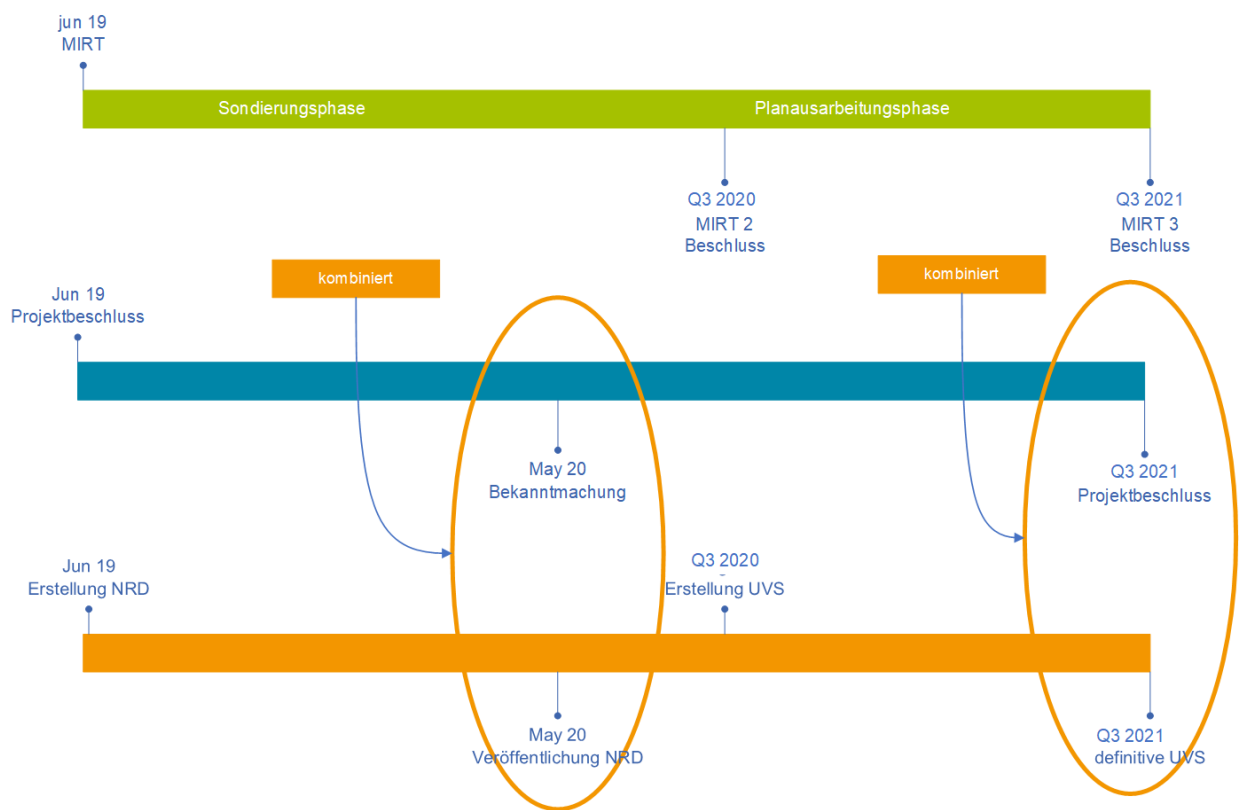 jun 19
MIRT
Sondierungsphase
Planausarbeitungsphase
Q3 2020
MIRT 2
Beschluss
Q3 2021
MIRT 3
Beschluss
kombiniert
kombiniert
Jun 19
Projektbeschluss
May 20
Bekanntmachung
Q3 2021
Projektbeschluss
Jun 19
Erstellung NRD
Q3 2020
Erstellung UVS
May 20
Veröffentlichung NRD
Q3 2021
definitive UVS